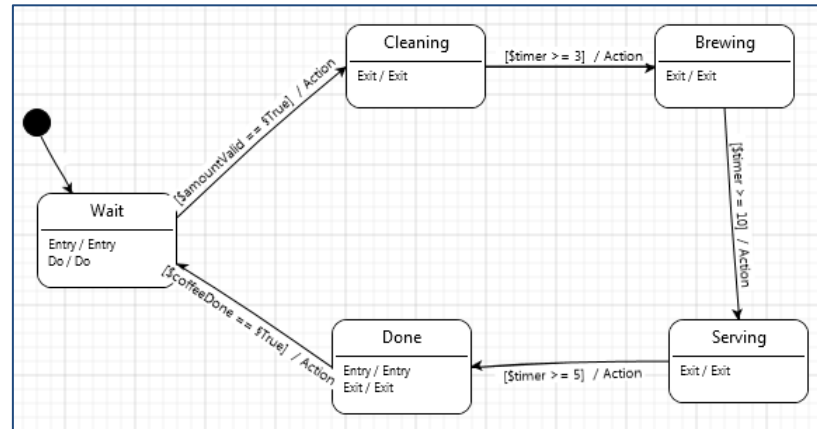 Cleaning
Exit / Exit
[$timer >= 3] / Action
Brewing
Exit / Exit
[$amountValid == $True] / Action
[$timer >= 10] / Action
Wait
Entry / Entry
Do / Do
[$coffeeDone == $True] / Action
Done
Entry / Entry
Exit / Exit
[$timer >= 5] / Action
Serving
Exit / Exit